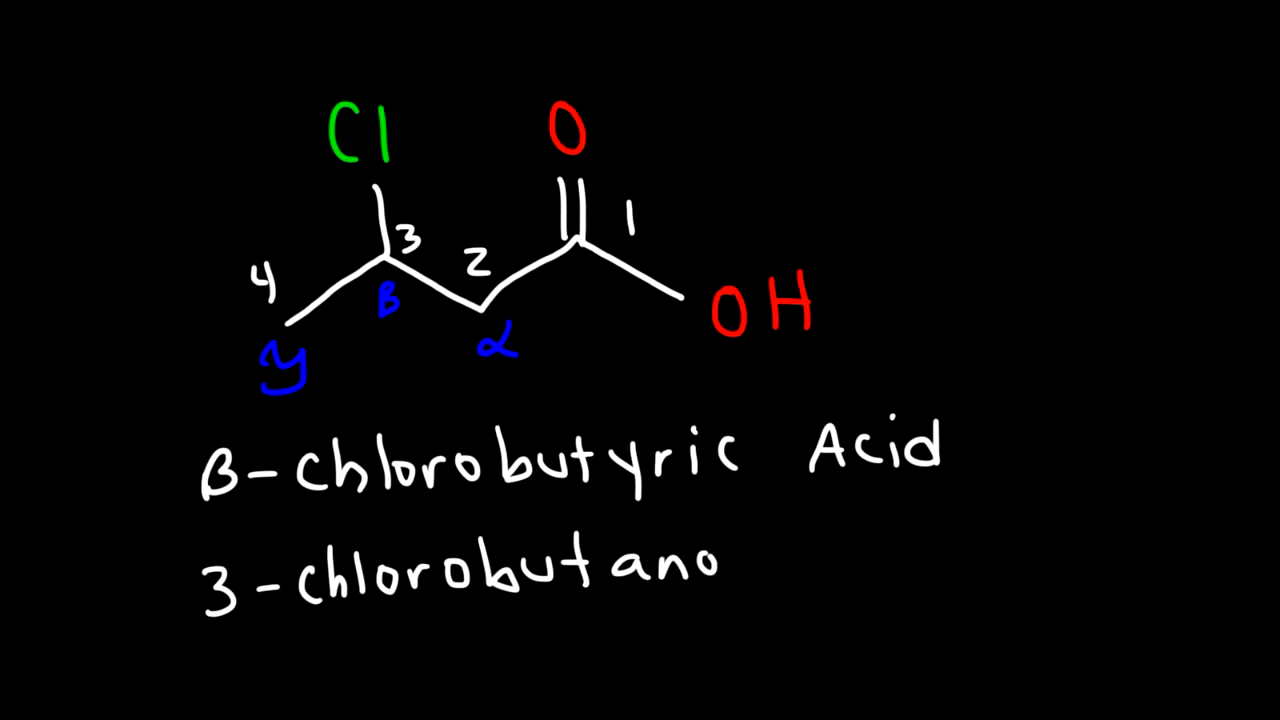 Cl O
4 3 2 1
OH
γ β α
β-chlorobutyric Acid
3-chlorobutano